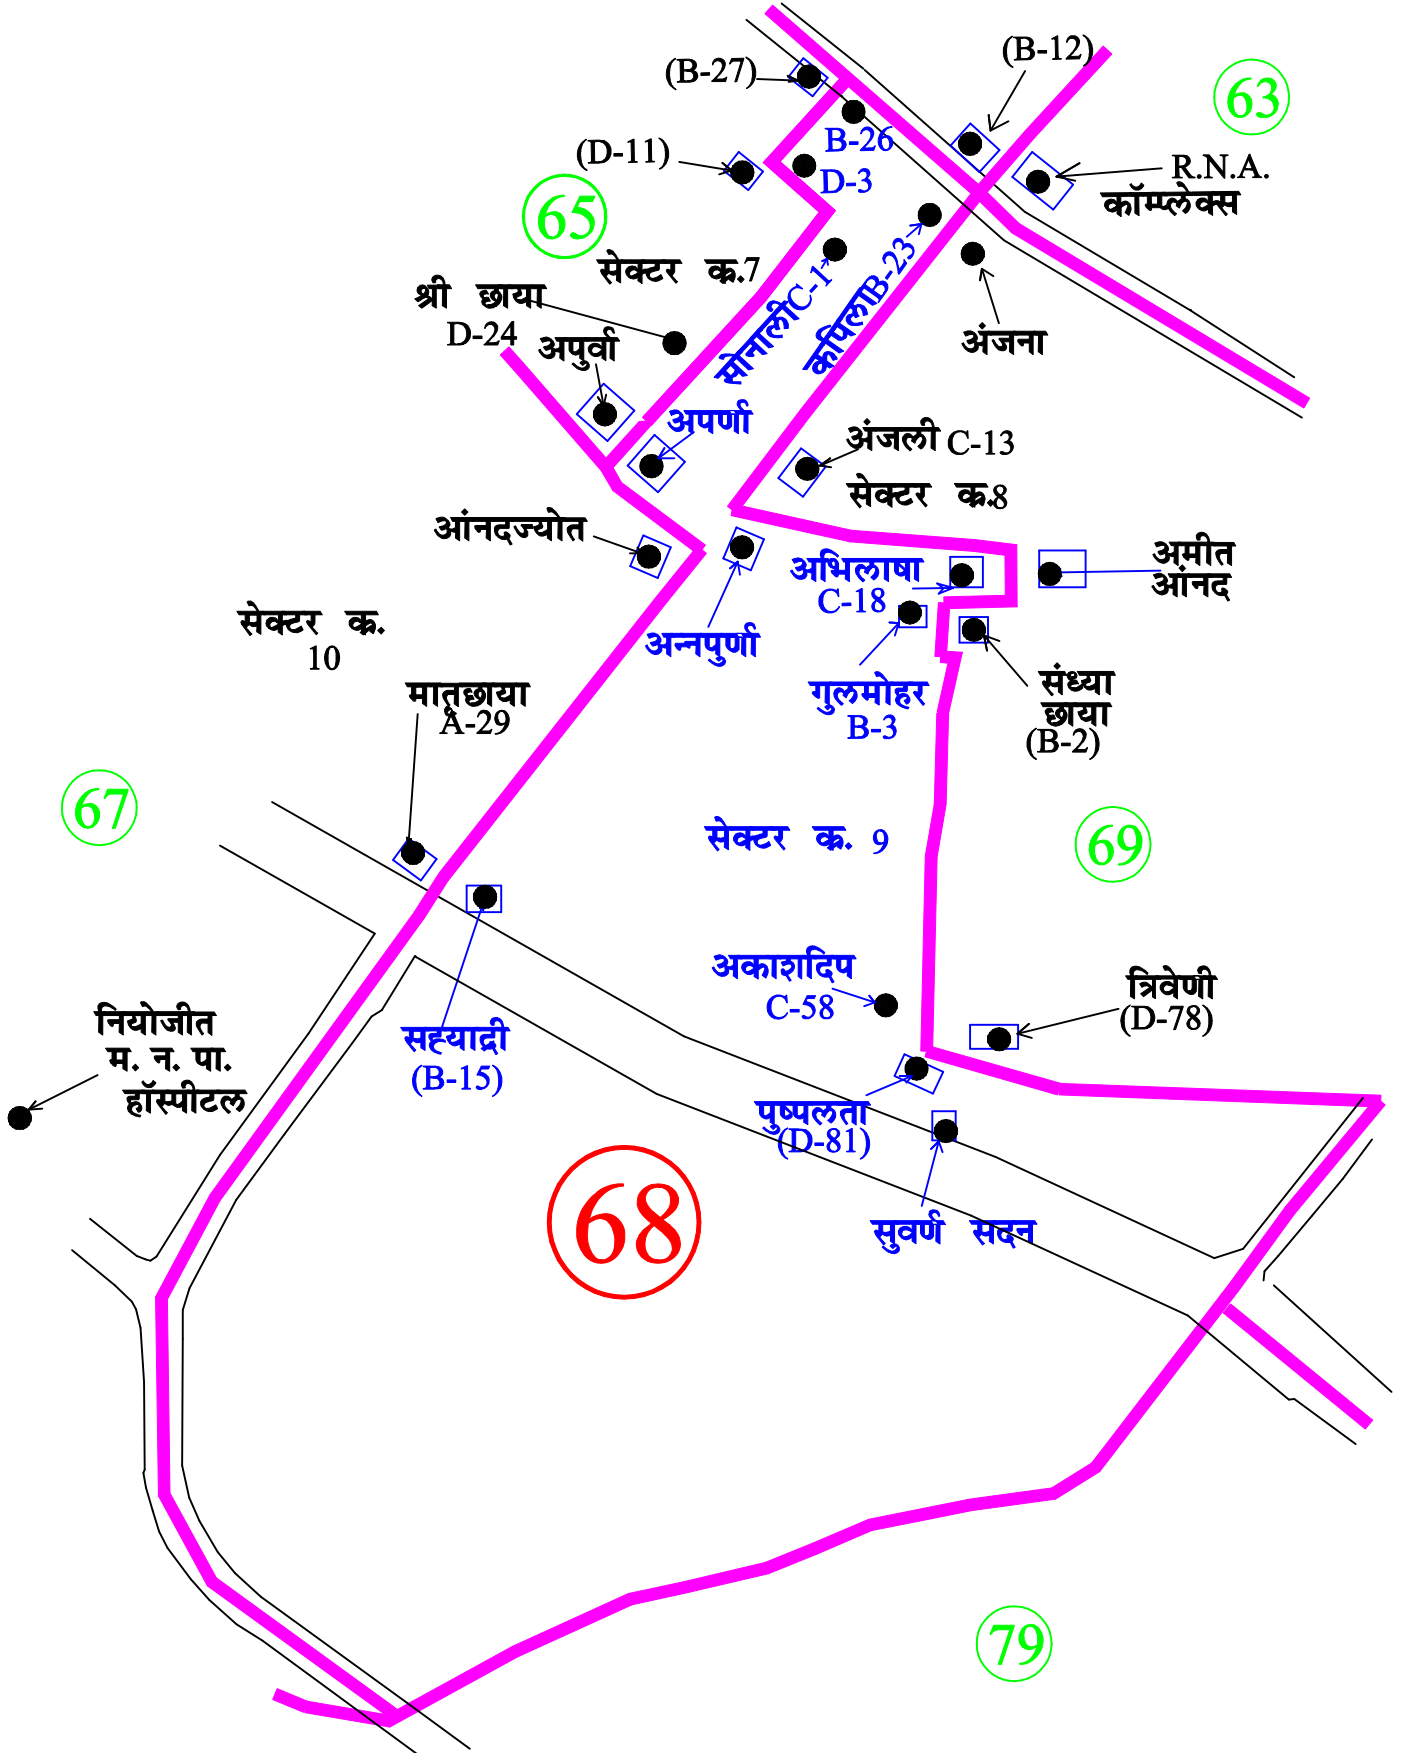 (B-27)
(B-12)
63
B-26
(D-11)
D-3
R.N.A.
कॉम्प्लेक्स
65
सेक्टर क्र.7
सोनाली C-1
कपिला B-23
श्री छाया
D-24
अपुर्वा
अंजना
अपर्णा
अंजली C-13
सेक्टर क्र.8
आंनदज्योत
अमीत
आंनद
अभिलाषा
C-18
अन्नपुर्णा
सेक्टर क्र.
10
गुलमोहर
B-3
संध्या
छाया
(B-2)
मातृछाया
A-29
67
सेक्टर क्र. 9
69
अकाशदिप
C-58
त्रिवेणी
(D-78)
नियोजीत
म. न. पा.
हॉस्पीटल
सह्याद्री
(B-15)
पुष्पलता
(D-81)
68
सुवर्ण सदन
79